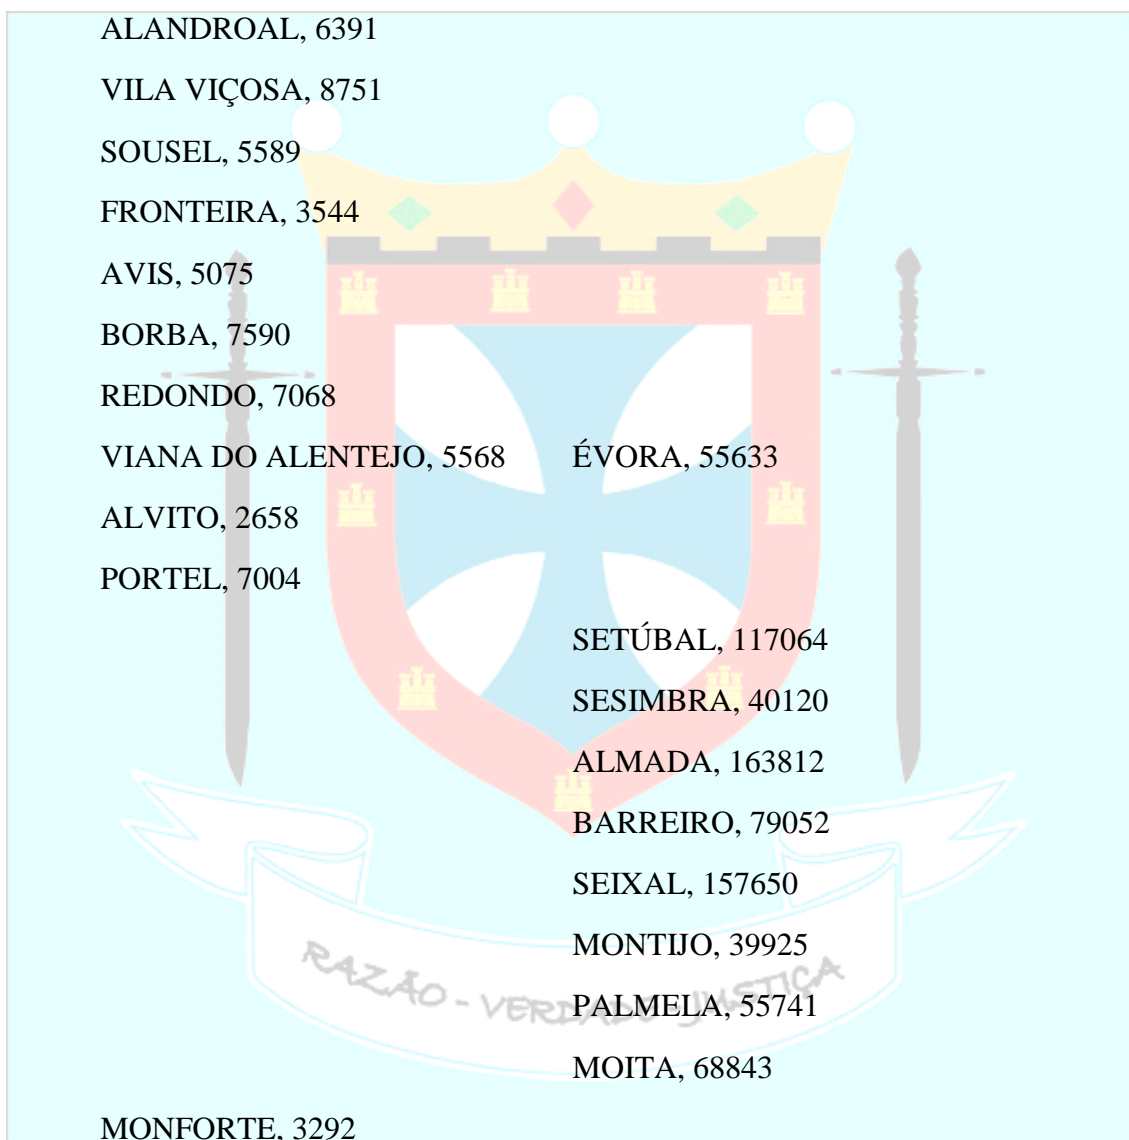 ALANDROAL, 6391
VILA VIÇOSA, 8751
SOUSEL, 5589
FRONTEIRA, 3544
AVIS, 5075
BORBA, 7590
REDONDO, 7068
VIANA DO ALENTEJO, 5568 ÉVORA, 55633
ALVITO, 2658
PORTEL, 7004
SETÚBAL, 117064
SESIMBRA, 40120
ALMADA, 163812
BARREIRO, 79052
SEIXAL, 157650
MONTIJO, 39925
PALMELA, 55741
MOITA, 68843
MONFORTE, 3292
RAZÃO - VERDADE - JUSTIÇA